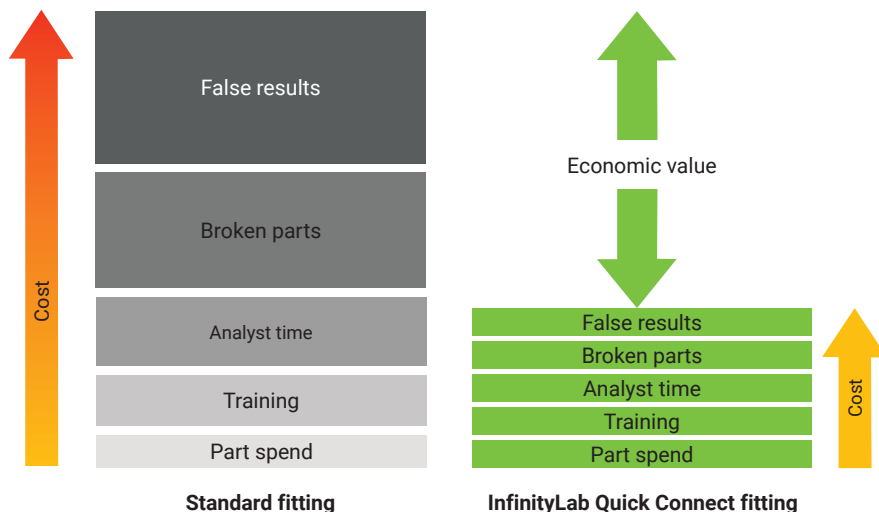 Cost
False results
Broken parts
Analyst time
Training
Part spend
Standard fitting
Economic value
False results
Broken parts
Analyst time
Training
Part spend
Cost
InfinityLab Quick Connect fitting